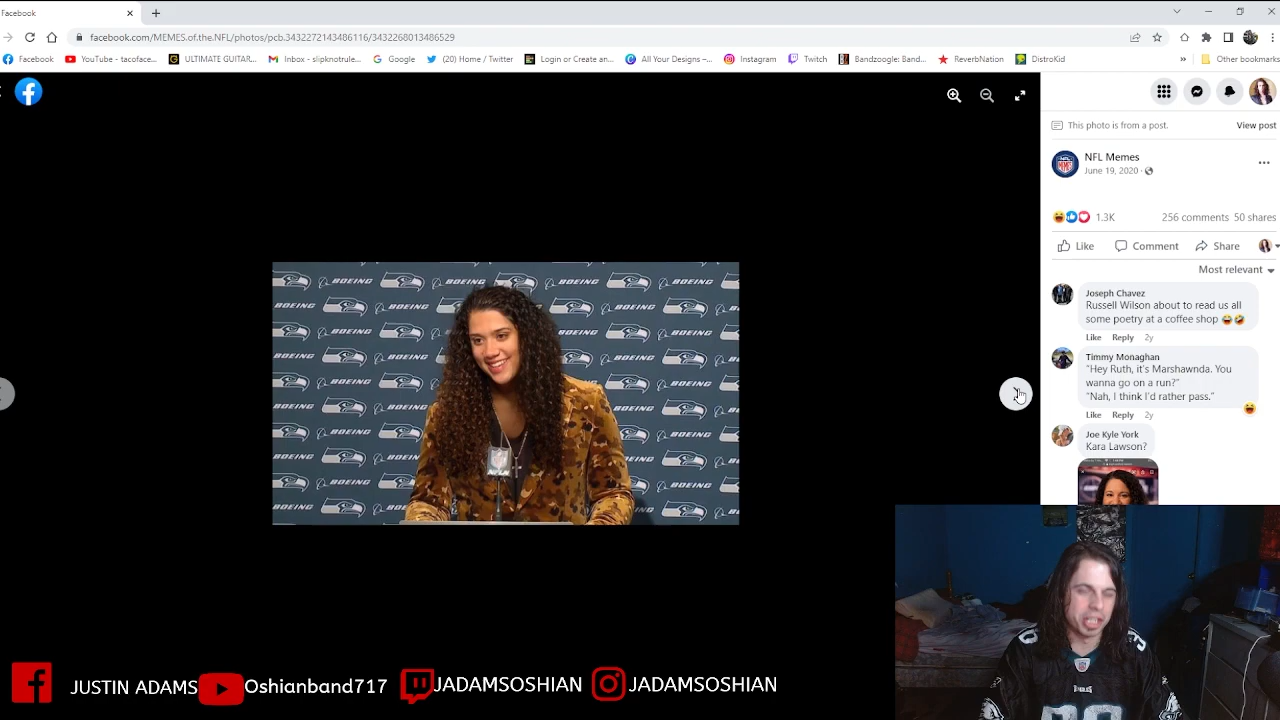 Facebook
facebook.com/MEMES.of.the.NFL/photos/pcb.3432272143486116/3432268013486529
Facebook
YouTube - tacoface...
ULTIMATE GUITAR...
Inbox - slipknotrule...
Google
(20) Home / Twitter
Login or Create an...
All Your Designs –...
Instagram
Twitch
Bandzoogle: Band...
ReverbNation
DistroKid
»
Other bookmarks
This photo is from a post.
View post
NFL Memes
June 19, 2020
1.3K
256 comments 50 shares
Like
Comment
Share
Most relevant
Joseph Chavez
Russell Wilson about to read us all
some poetry at a coffee shop
Like Reply 2y
Timmy Monaghan
"Hey Ruth, it's Marshawnda. You
wanna go on a run?"
"Nah, I think I'd rather pass."
Like Reply 2y
Joe Kyle York
Kara Lawson?
BOEING
JUSTIN ADAMS
Oshianband717
JADAMSOSHIAN
JADAMSOSHIAN